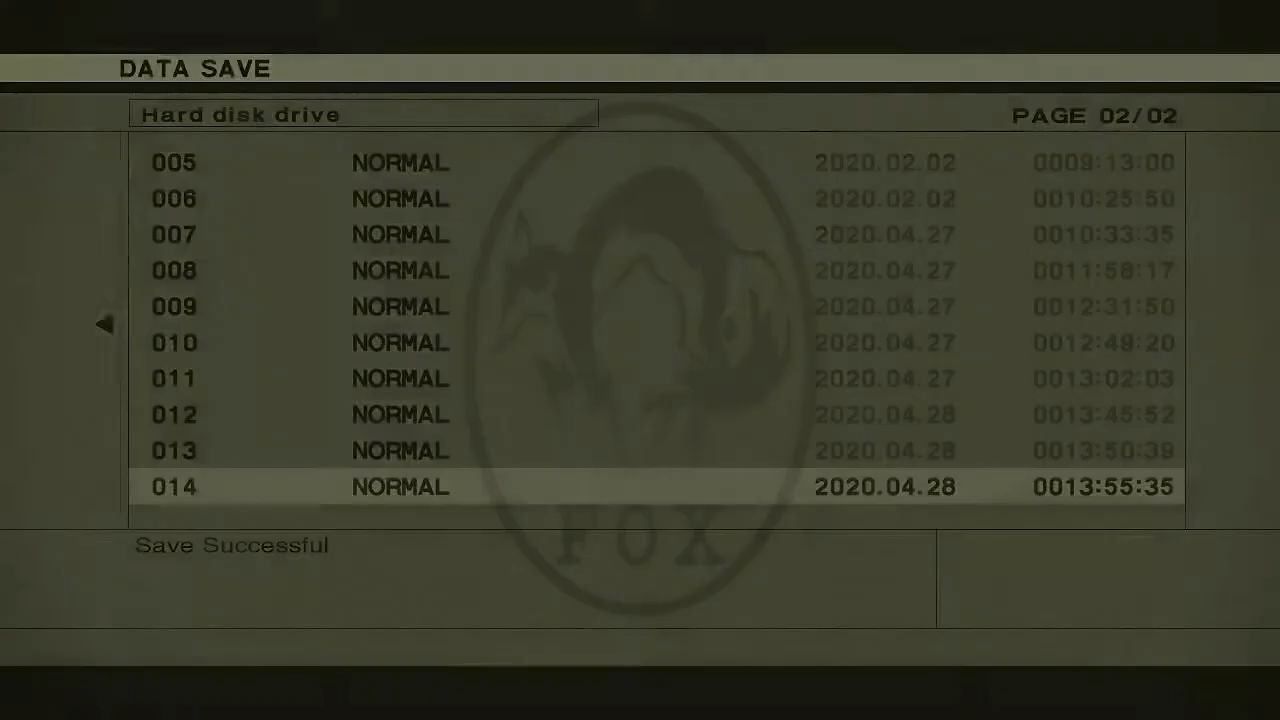 DATA SAVE
Hard disk drive PAGE 02/02
005 NORMAL 2020.02.02 0009:13:00
006 NORMAL 2020.02.02 0010:25:50
007 NORMAL 2020.04.27 0010:33:35
008 NORMAL 2020.04.27 0011:58:17
009 NORMAL 2020.04.27 0012:31:50
010 NORMAL 2020.04.27 0012:49:20
011 NORMAL 2020.04.27 0013:02:03
012 NORMAL 2020.04.28 0013:45:52
013 NORMAL 2020.04.28 0013:50:39
014 NORMAL 2020.04.28 0013:55:35
Save Successful
FOX